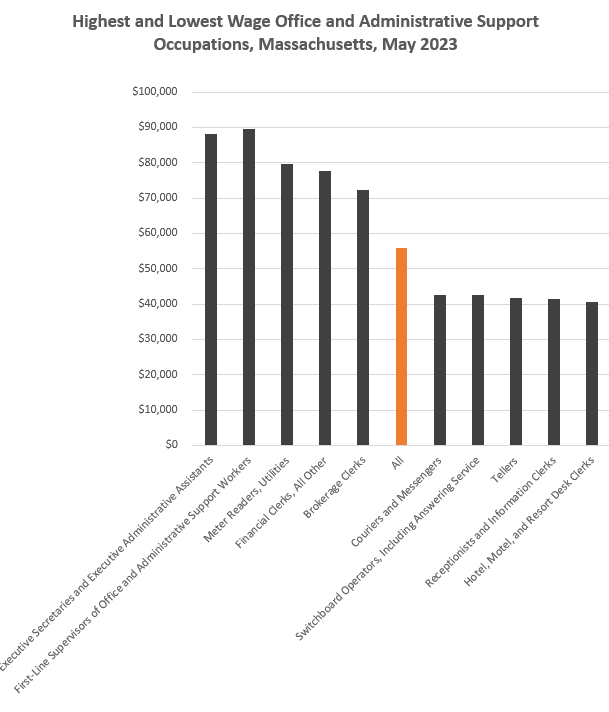 Highest and Lowest Wage Office and Administrative Support
Occupations, Massachusetts, May 2023
$100,000
$90,000
$80,000
$70,000
$60,000
$50,000
$40,000
$30,000
$20,000
$10,000
$0
Executive Secretaries and Executive Administrative Assistants
First-Line Supervisors of Office and Administrative Support Workers
Meter Readers, Utilities
Financial Clerks, All Other
Brokerage Clerks
All
Couriers and Messengers
Switchboard Operators, Including Answering Service
Tellers
Receptionists and Information Clerks
Hotel, Motel, and Resort Desk Clerks